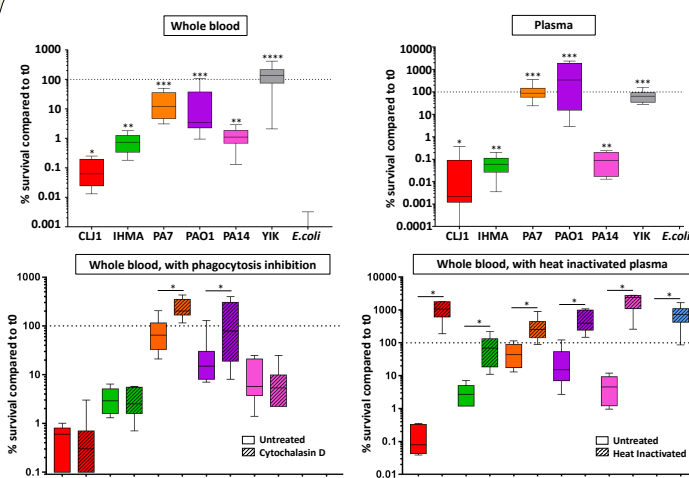 Whole blood
% survival compared to t0
1000
100
10
1
0.1
0.01
0.001
* ** *** *** ** ****
CLJ1 IHMA PA7 PAO1 PA14 YIK E.coli
Plasma
% survival compared to t0
10000
1000
100
10
1
0.1
0.01
0.001
0.0001
* ** *** *** ** ***
CLJ1 IHMA PA7 PAO1 PA14 YIK E.coli
Whole blood, with phagocytosis inhibition
% survival compared to t0
1000
100
10
1
0.1
* *
Untreated
Cytochalasin D
Whole blood, with heat inactivated plasma
% survival compared to t0
10000
1000
100
10
1
0.1
0.01
* * * * * *
Untreated
Heat Inactivated